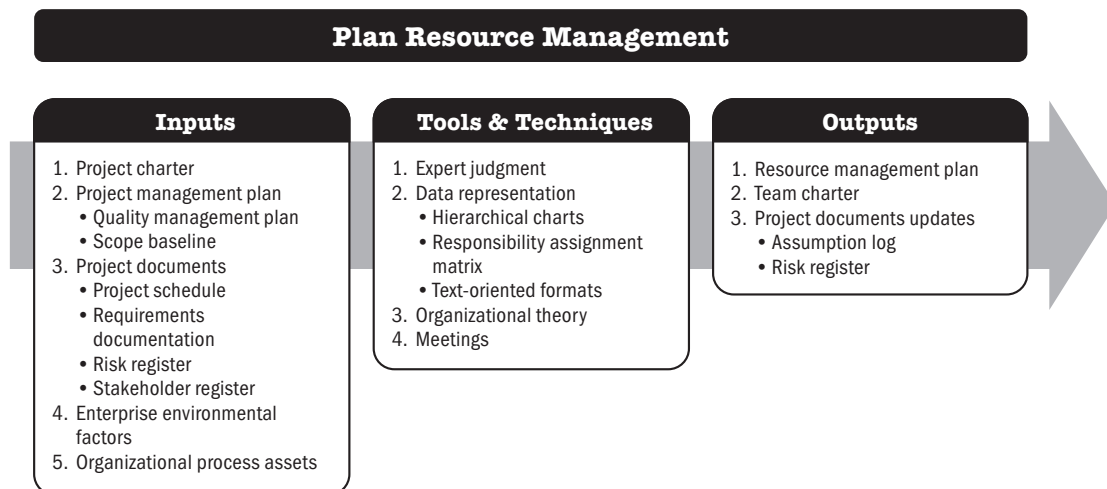 Plan Resource Management
Inputs
1. Project charter
2. Project management plan
• Quality management plan
• Scope baseline
3. Project documents
• Project schedule
• Requirements
documentation
• Risk register
• Stakeholder register
4. Enterprise environmental
factors
5. Organizational process assets
Tools & Techniques
1. Expert judgment
2. Data representation
• Hierarchical charts
• Responsibility assignment
matrix
• Text-oriented formats
3. Organizational theory
4. Meetings
Outputs
1. Resource management plan
2. Team charter
3. Project documents updates
• Assumption log
• Risk register